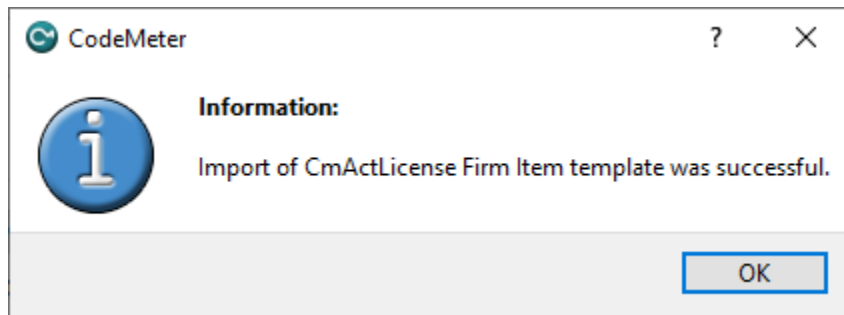 CodeMeter
Information:
Import of CmActLicense Firm Item template was successful.
OK